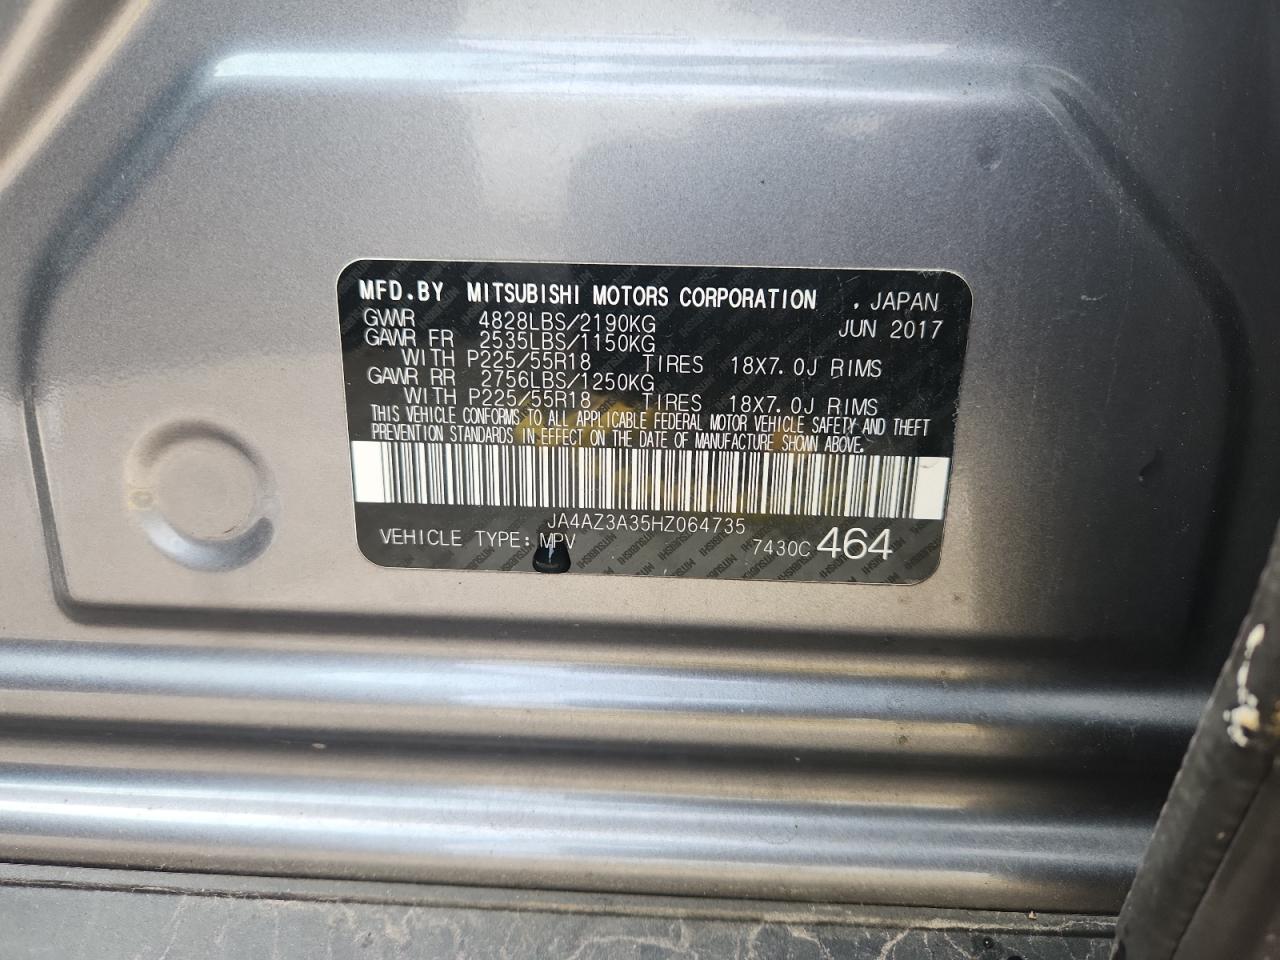 MFD.BY MITSUBISHI MOTORS CORPORATION . JAPAN
GVWR 4828LBS/2190KG JUN 2017
GAWR FR 2535LBS/1150KG
WITH P225/55R18 TIRES 18X7.0J RIMS
GAWR RR 2756LBS/1250KG
WITH P225/55R18 TIRES 18X7.0J RIMS
THIS VEHICLE CONFORMS TO ALL APPLICABLE FEDERAL MOTOR VEHICLE SAFETY AND THEFT
PREVENTION STANDARDS IN EFFECT ON THE DATE OF MANUFACTURE SHOWN ABOVE.
JA4AZ3A35HZ064735
VEHICLE TYPE: MPV 7430C 464